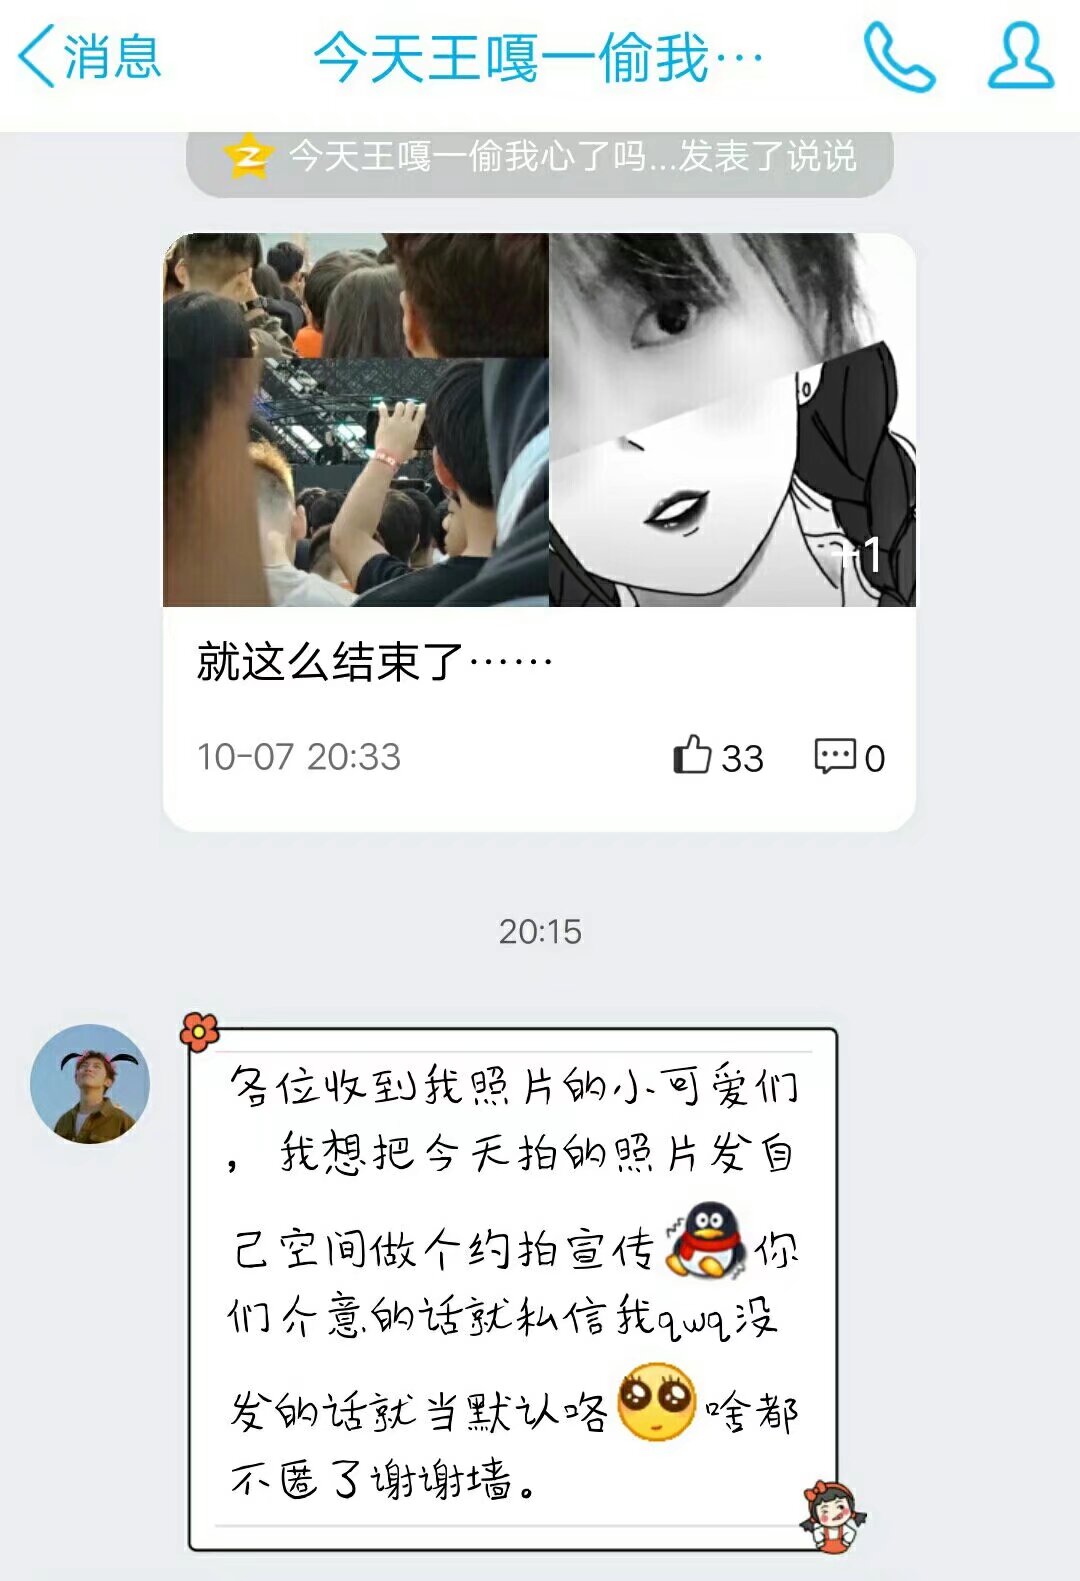 消息
今天王嘎一偷我…
今天王嘎一偷我心了吗...发表了说说
+1
就这么结束了……
10-07 20:33
33
0
20:15
各位收到我照片的小可爱们
，我想把今天拍的照片发自
己空间做个约拍宣传你
们介意的话就私信我qwq没
发的话就当默认咯啥都
不匿了谢谢墙。